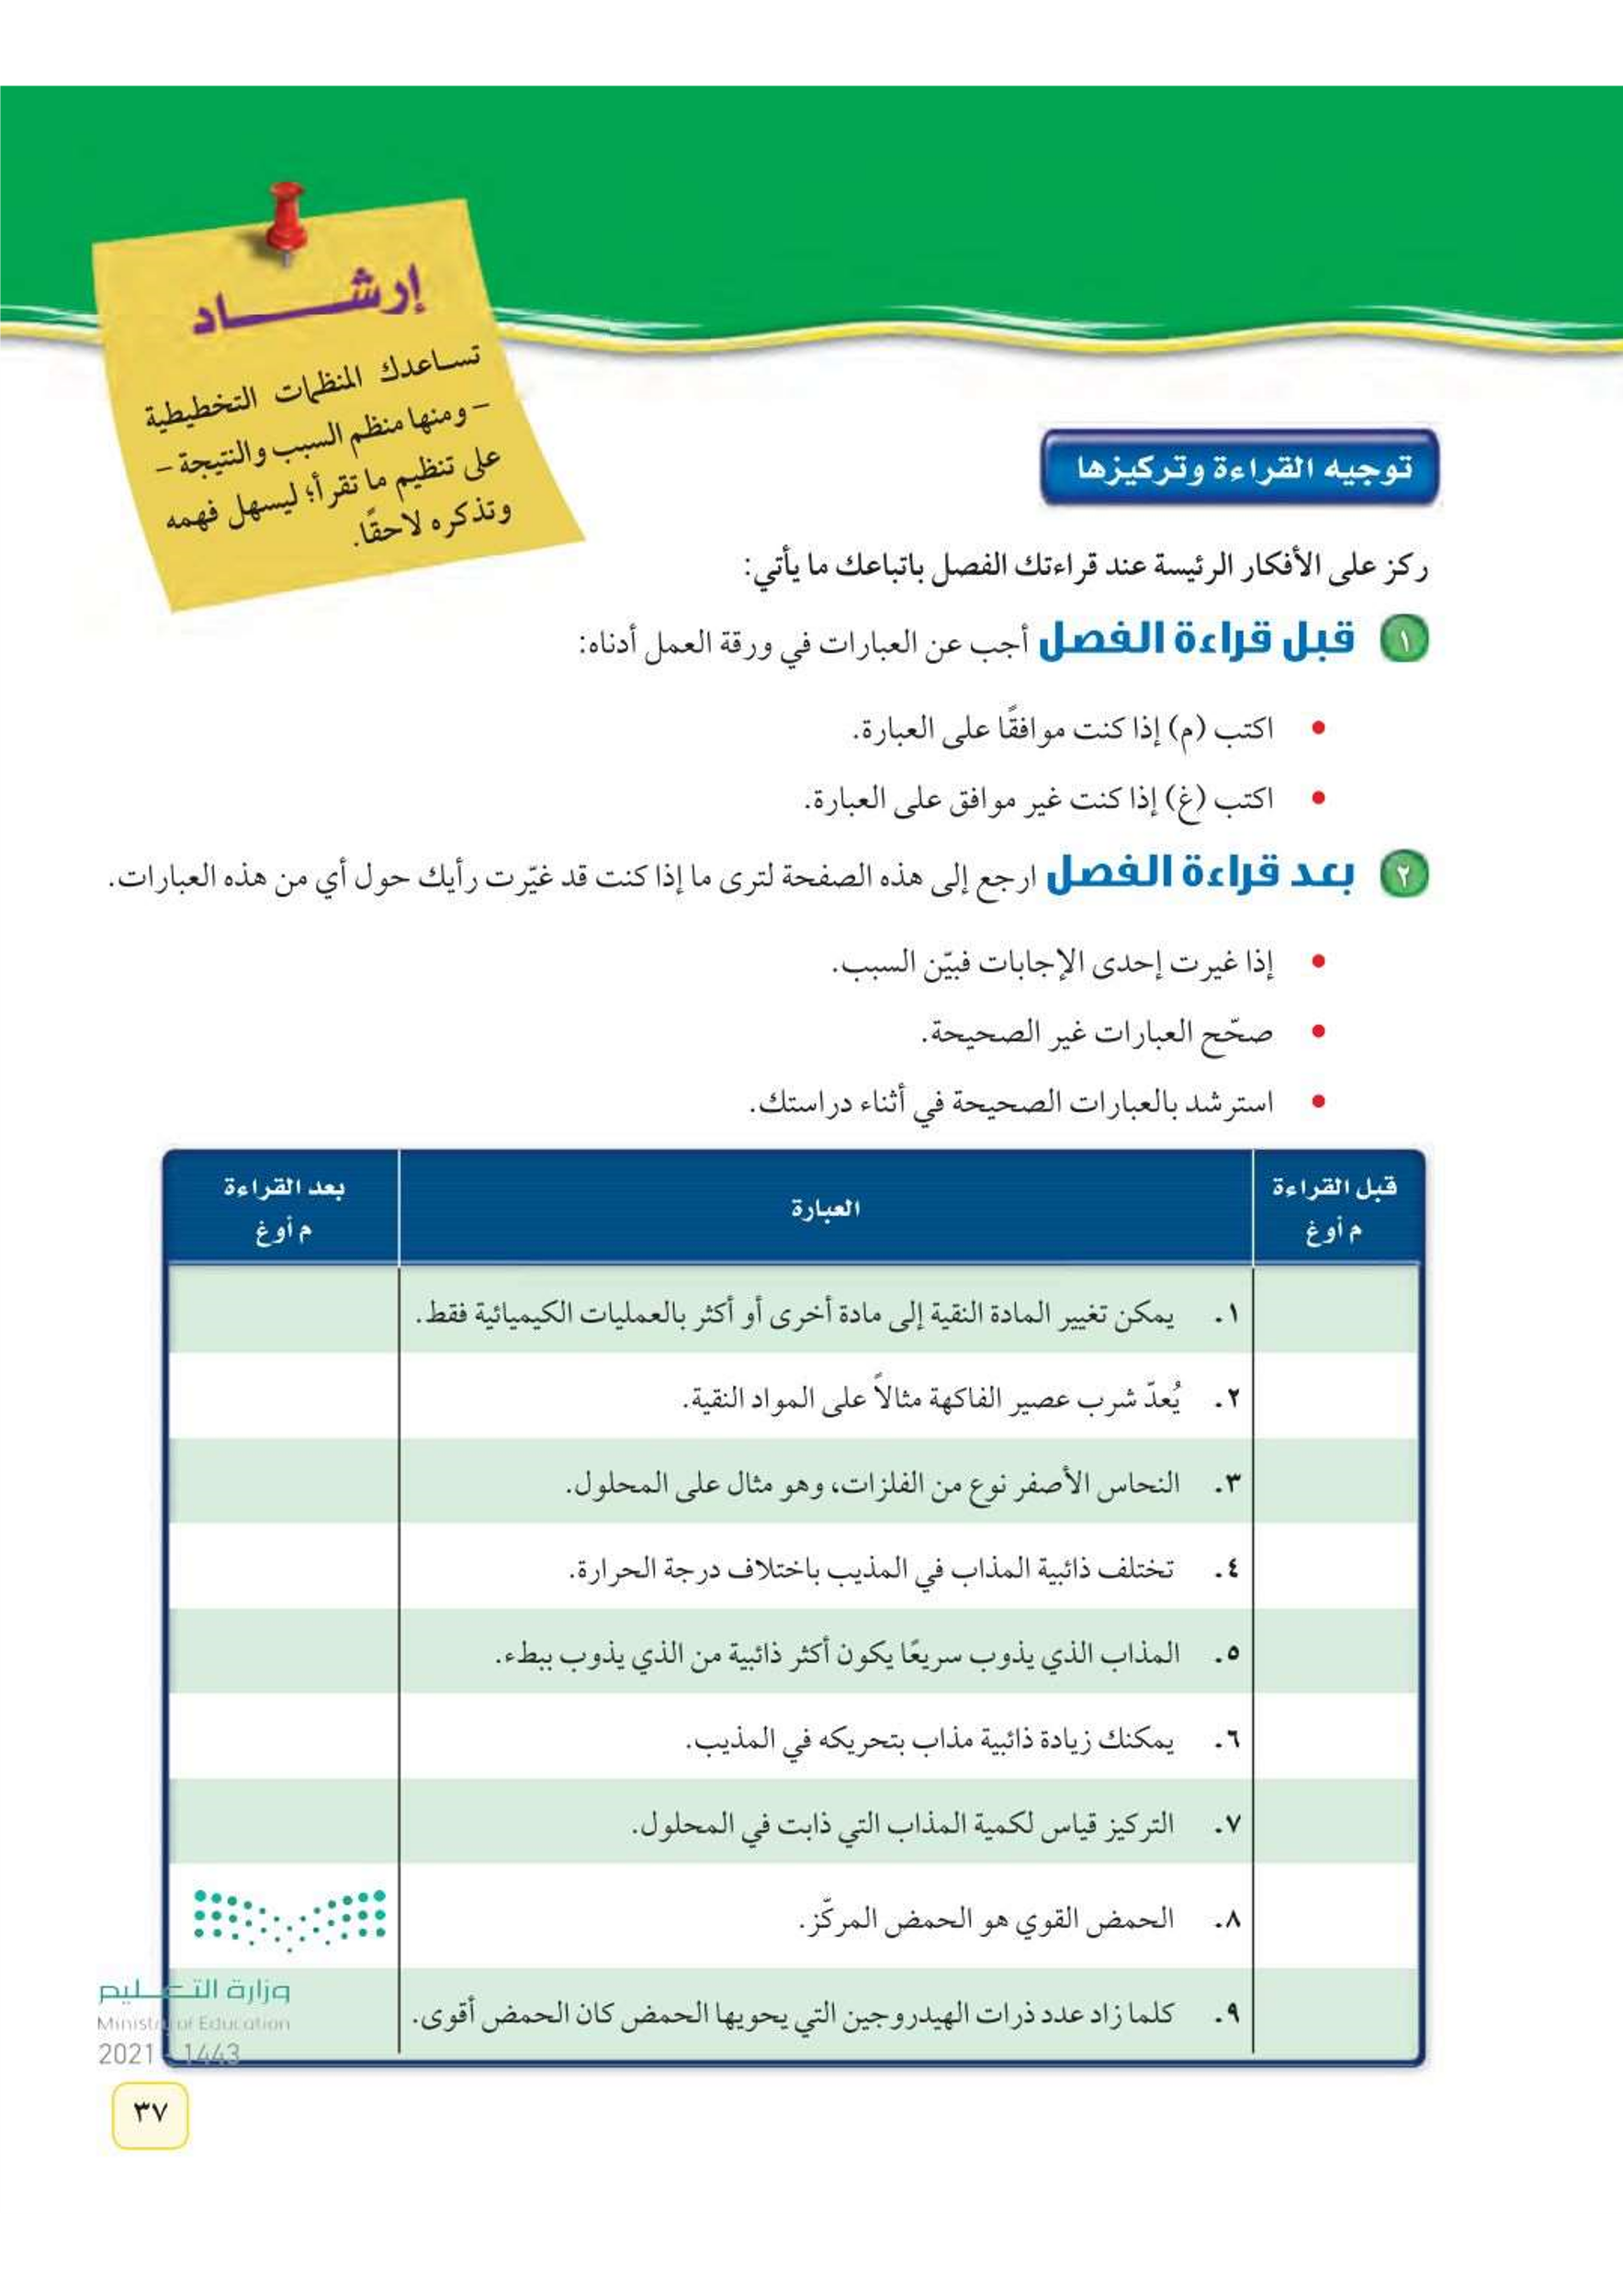 إرشاد
تساعدك المنظمات التخطيطية
- ومنها منظم السبب والنتيجة -
على تنظيم ما تقرأ؛ ليسهل فهمه
وتذكره لاحقًا.
توجيه القراءة وتركيزها
ركز على الأفكار الرئيسة عند قراءتك الفصل باتباعك ما يأتي:
١ قبل قراءة الفصل أجب عن العبارات في ورقة العمل أدناه:
• اكتب (م) إذا كنت موافقًا على العبارة.
• اكتب (غ) إذا كنت غير موافق على العبارة.
٢ بعد قراءة الفصل ارجع إلى هذه الصفحة لترى ما إذا كنت قد غيّرت رأيك حول أي من هذه العبارات.
• إذا غيرت إحدى الإجابات فبيّن السبب.
• صحّح العبارات غير الصحيحة.
• استرشد بالعبارات الصحيحة في أثناء دراستك.
قبل القراءة
م أو غ
العبارة
بعد القراءة
م أو غ
١. يمكن تغيير المادة النقية إلى مادة أخرى أو أكثر بالعمليات الكيميائية فقط.
٢. يُعدّ شرب عصير الفاكهة مثالاً على المواد النقية.
٣. النحاس الأصفر نوع من الفلزات، وهو مثال على المحلول.
٤. تختلف ذائبية المذاب في المذيب باختلاف درجة الحرارة.
٥. المذاب الذي يذوب سريعًا يكون أكثر ذائبية من الذي يذوب ببطء.
٦. يمكنك زيادة ذائبية مذاب بتحريكه في المذيب.
٧. التركيز قياس لكمية المذاب التي ذابت في المحلول.
٨. الحمض القوي هو الحمض المركّز.
٩. كلما زاد عدد ذرات الهيدروجين التي يحويها الحمض كان الحمض أقوى.
وزارة التعليم
Ministry of Education
2021 - 1443
٣٧